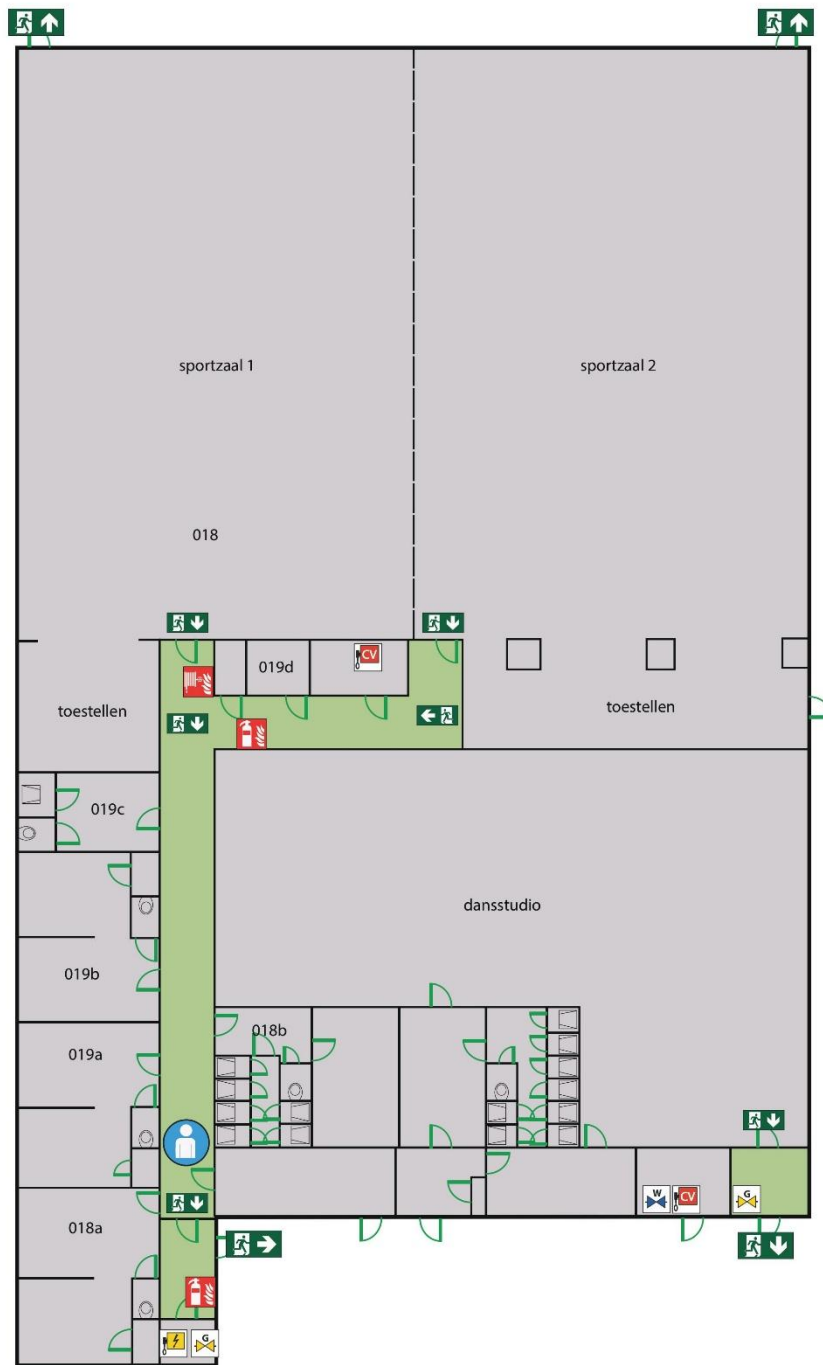 sportzaal 1
sportzaal 2
018
019d
CV
toestellen
toestellen
019c
dansstudio
019b
018b
019a
018a
W
CV
G
G